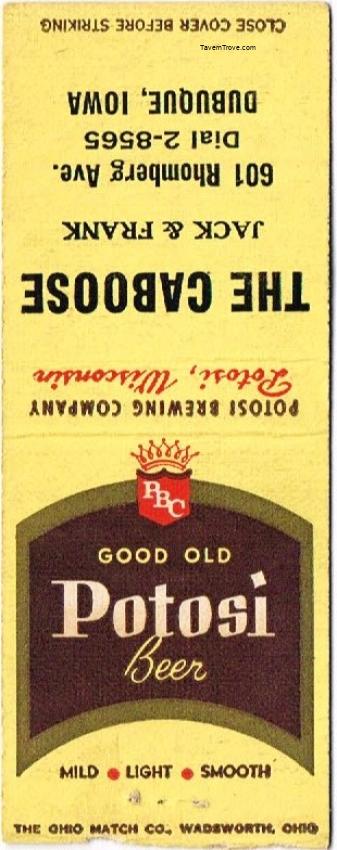 CLOSE COVER BEFORE STRIKING
TavernTrove.com
THE CABOOSE
JACK & FRANK
601 Rhomberg Ave.
Dial 2-8565
DUBUQUE, IOWA
POTOSI BREWING COMPANY
Potosi, Wisconsin
PBC
GOOD OLD
Potosi
Beer
MILD • LIGHT • SMOOTH
THE OHIO MATCH CO., WADSWORTH, OHIO